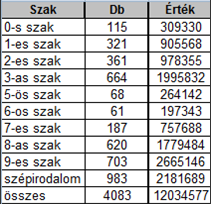 Szak Db Érték
0-s szak 115 309330
1-es szak 321 905568
2-es szak 361 978355
3-as szak 664 1995832
5-ös szak 68 264142
6-os szak 61 197343
7-es szak 187 757688
8-as szak 620 1779484
9-es szak 703 2665146
szépirodalom 983 2181689
összes 4083 12034577